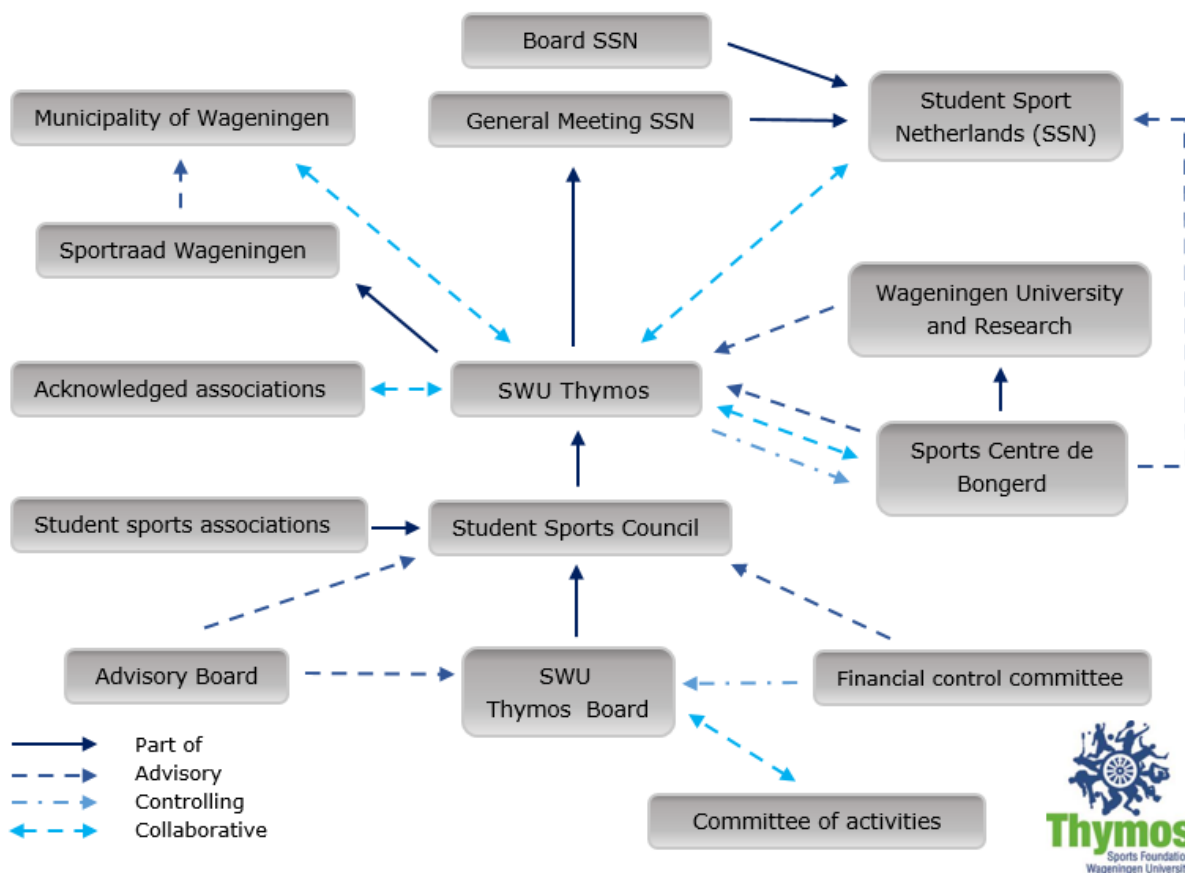 Board SSN
Municipality of Wageningen
General Meeting SSN
Student Sport
Netherlands (SSN)
Sportraad Wageningen
Wageningen University
and Research
Acknowledged associations
SWU Thymos
Sports Centre de
Bongerd
Student sports associations
Student Sports Council
Advisory Board
SWU
Thymos Board
Financial control committee
Part of
Advisory
Controlling
Collaborative
Committee of activities
Thymos
Sports Foundation
Wageningen Universit